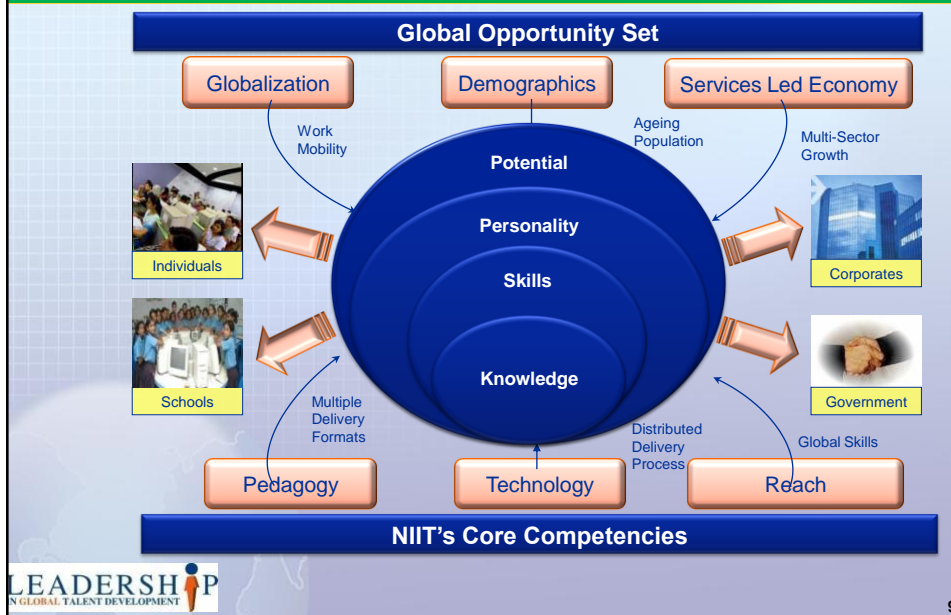 Global Opportunity Set
Globalization
Demographics
Services Led Economy
Work
Mobility
Ageing
Population
Multi-Sector
Growth
Potential
Personality
Skills
Knowledge
Individuals
Corporates
Schools
Government
Multiple
Delivery
Formats
Distributed
Delivery
Process
Global Skills
Pedagogy
Technology
Reach
NIIT's Core Competencies
LEADERSHIP
IN GLOBAL TALENT DEVELOPMENT
9